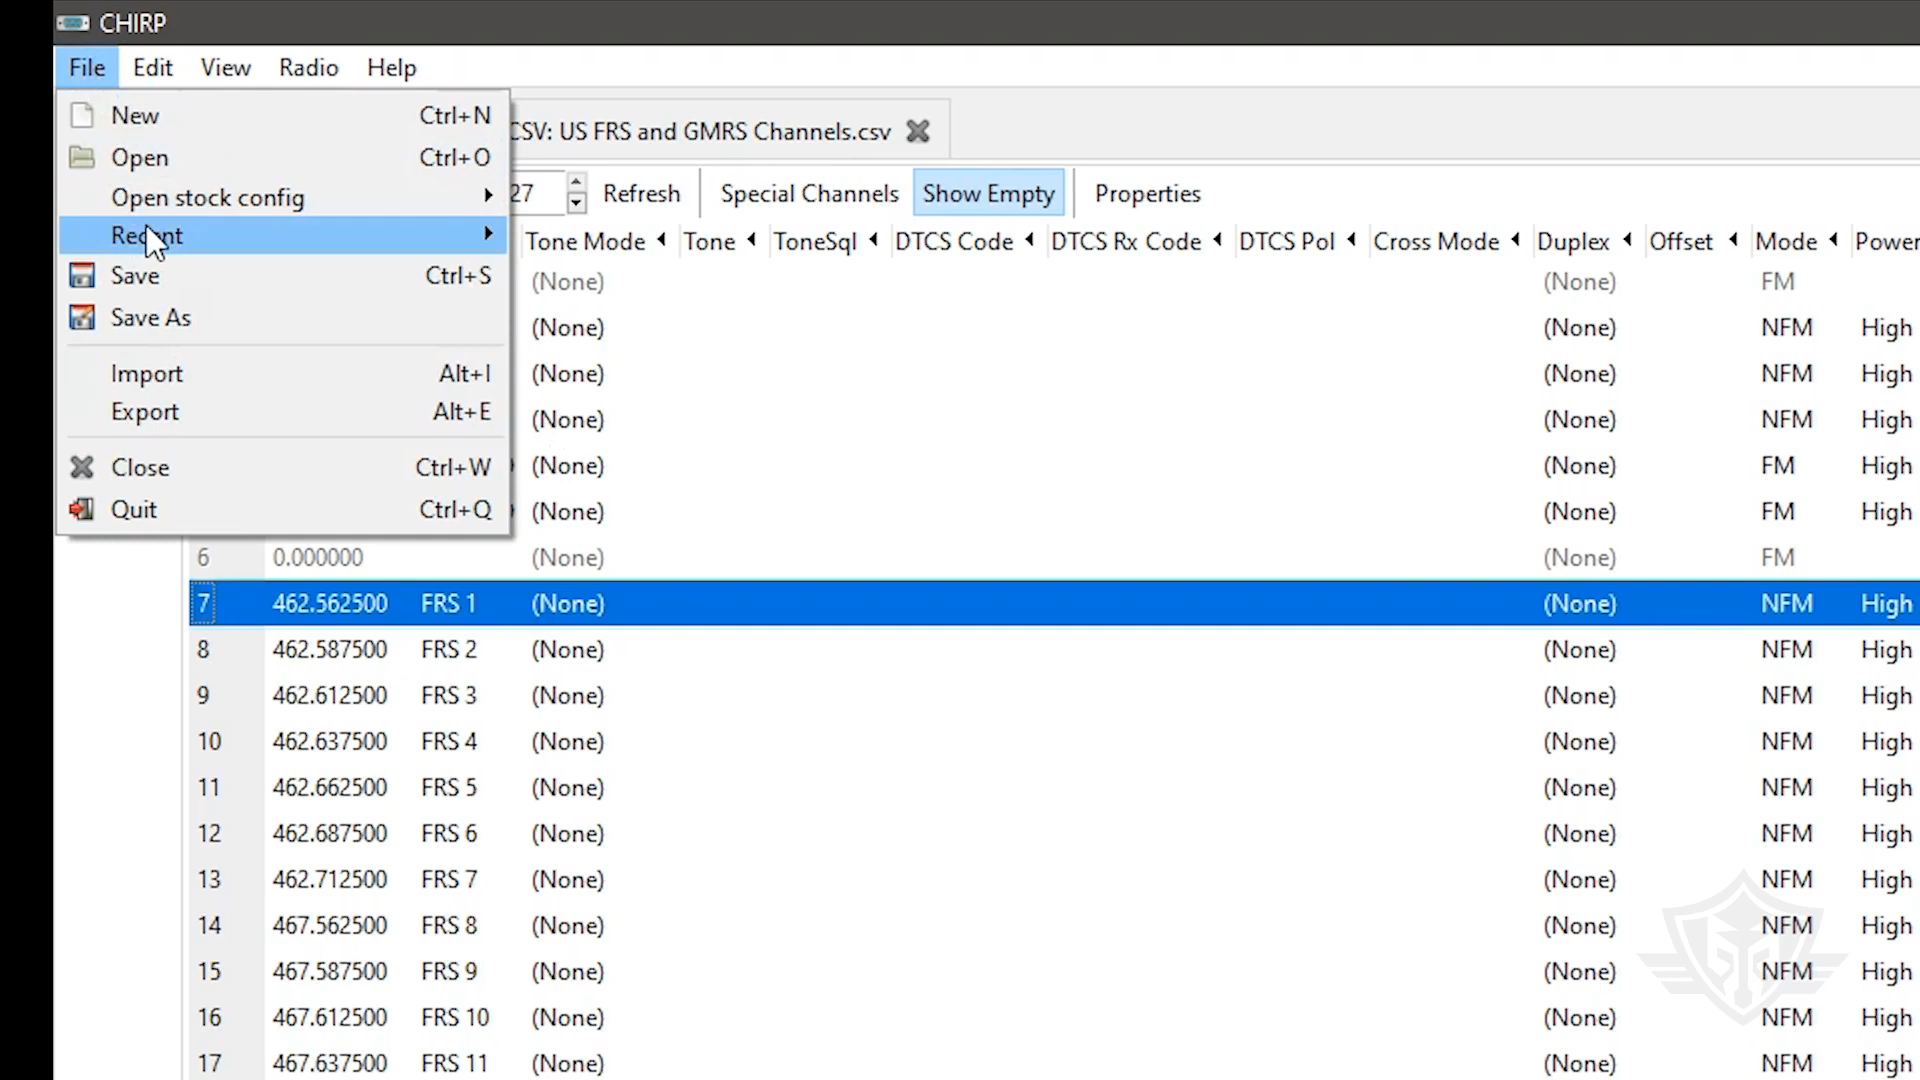 CHIRP
File Edit View Radio Help
New Ctrl+N
Open Ctrl+O
Open stock config
Recent
Save Ctrl+S
Save As
Import Alt+I
Export Alt+E
Close Ctrl+W
Quit Ctrl+Q
CSV: US FRS and GMRS Channels.csv
27 Refresh Special Channels Show Empty Properties
Tone Mode Tone ToneSql DTCS Code DTCS Rx Code DTCS Pol Cross Mode Duplex Offset Mode Power
(None) (None) FM
(None) (None) NFM High
(None) (None) NFM High
(None) (None) NFM High
(None) (None) FM High
(None) (None) FM High
6 0.000000 (None) (None) FM
7 462.562500 FRS 1 (None) (None) NFM High
8 462.587500 FRS 2 (None) (None) NFM High
9 462.612500 FRS 3 (None) (None) NFM High
10 462.637500 FRS 4 (None) (None) NFM High
11 462.662500 FRS 5 (None) (None) NFM High
12 462.687500 FRS 6 (None) (None) NFM High
13 462.712500 FRS 7 (None) (None) NFM High
14 467.562500 FRS 8 (None) (None) NFM High
15 467.587500 FRS 9 (None) (None) NFM High
16 467.612500 FRS 10 (None) (None) NFM High
17 467.637500 FRS 11 (None) (None) NFM High